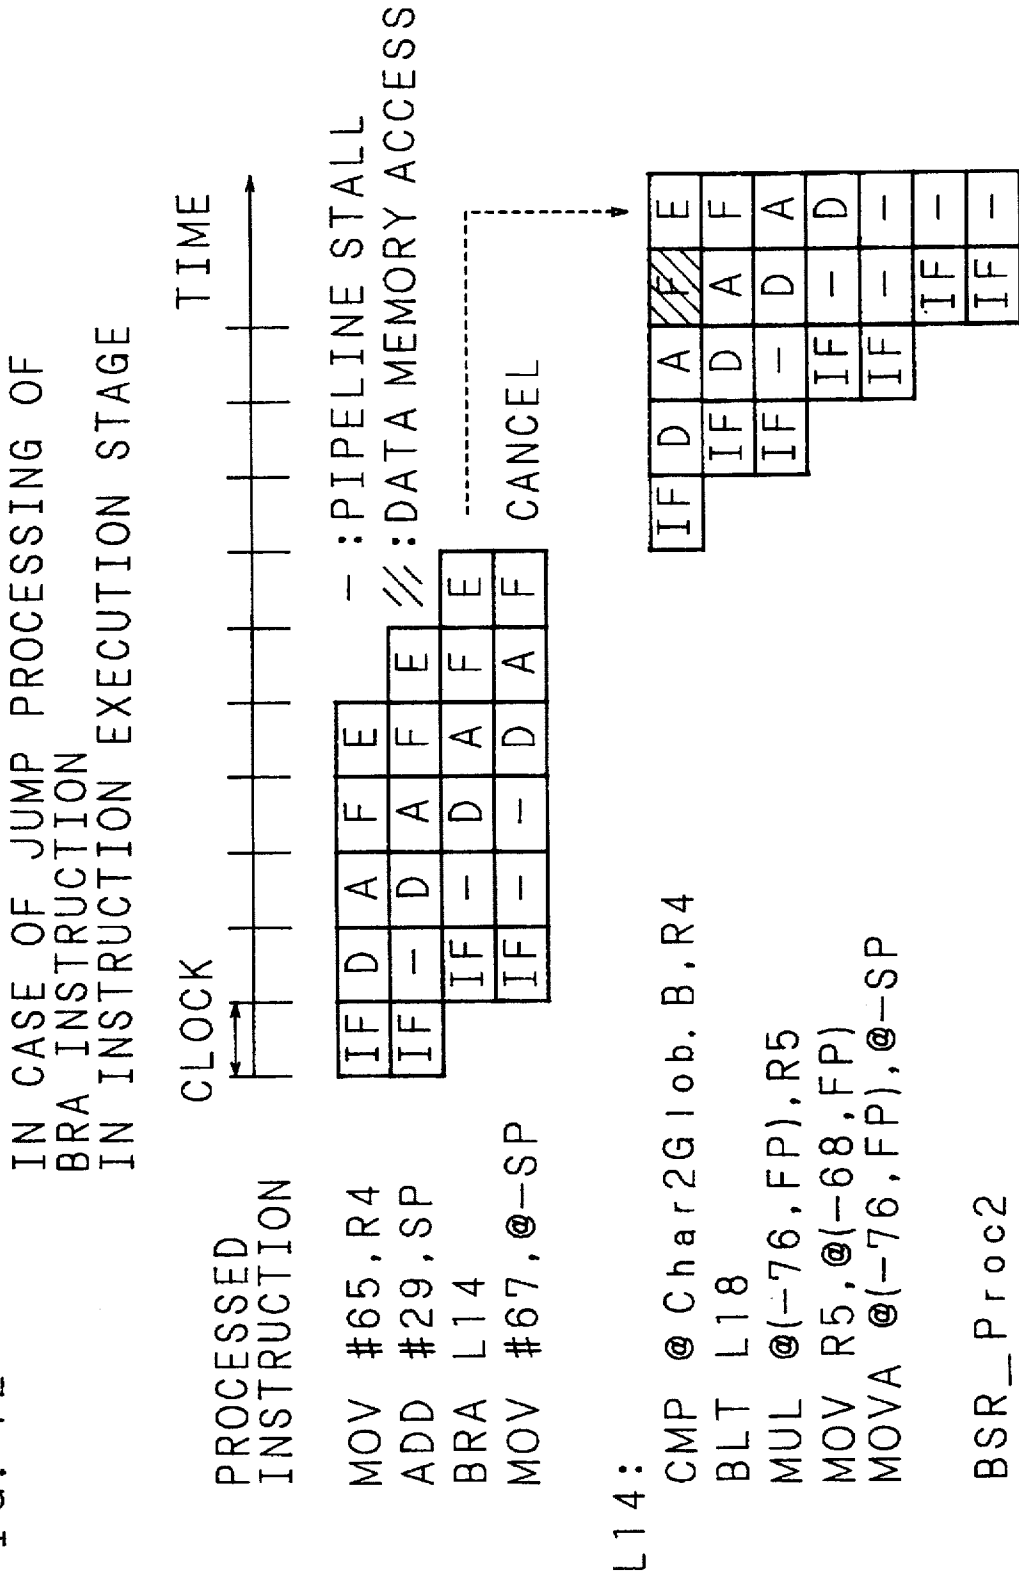 IN CASE OF JUMP PROCESSING OF
BRA INSTRUCTION
IN INSTRUCTION EXECUTION STAGE
CLOCK
TIME
PROCESSED
INSTRUCTION
- :PIPELINE STALL
// :DATA MEMORY ACCESS
MOV #65,R4 IF D A F E
ADD #29,SP IF - D A F E
BRA L14 IF - D A F E
MOV #67,@-SP IF - - D A F
CANCEL
L14:
CMP @Char2Glob.B,R4 IF D A F E
BLT L18 IF D A F
MUL @(-76,FP),R5 IF - D A
MOV R5,@(-68,FP) IF - D
MOVA @(-76,FP),@-SP IF - -
IF -
BSR_Proc2 IF -